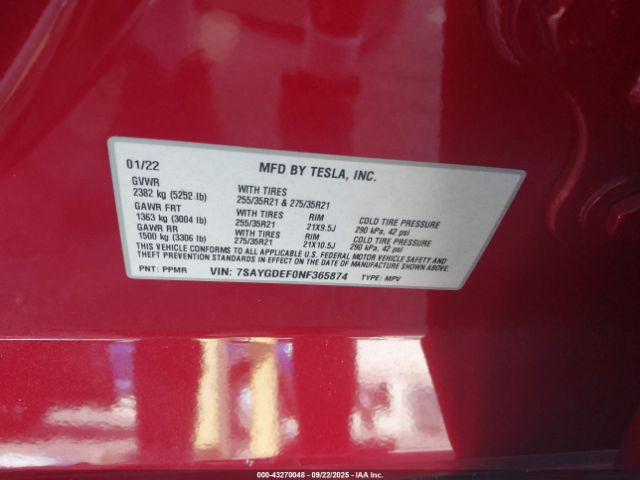 01/22 MFD BY TESLA, INC.
GVWR
2382 kg (5252 lb) WITH TIRES
255/35R21 & 275/35R21
GAWR FRT
1363 kg (3004 lb) WITH TIRES RIM COLD TIRE PRESSURE
255/35R21 21X9.5J 290 kPa, 42 psi
GAWR RR
1500 kg (3306 lb) WITH TIRES RIM COLD TIRE PRESSURE
275/35R21 21X10.5J 290 kPa, 42 psi
THIS VEHICLE CONFORMS TO ALL APPLICABLE U.S. FEDERAL MOTOR VEHICLE SAFETY AND
THEFT PREVENTION STANDARDS IN EFFECT ON THE DATE OF MANUFACTURE SHOWN ABOVE.
PNT: PPMR VIN: 7SAYGDEF0NF365874 TYPE: MPV
000-43270048 - 09/22/2025 - IAA Inc.